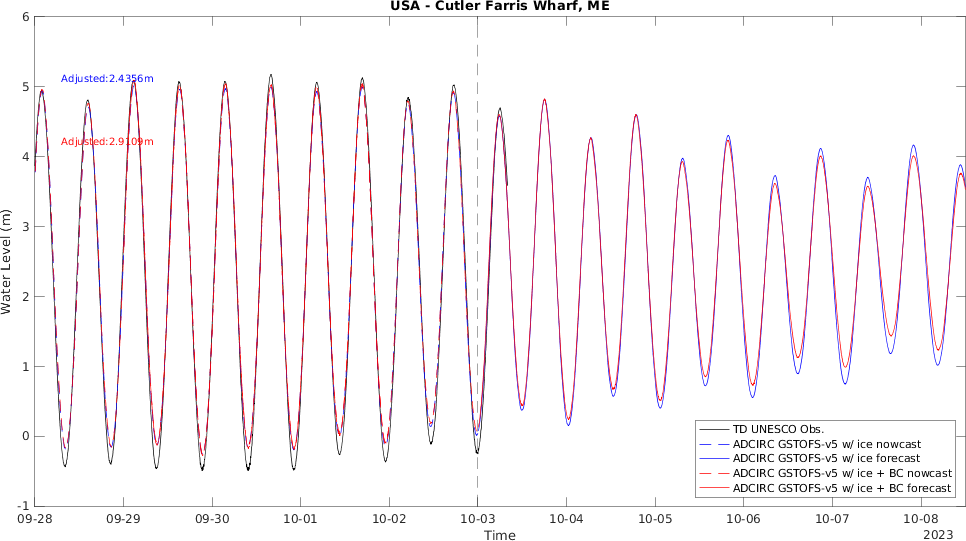 USA - Cutler Farris Wharf, ME
6
5
4
3
2
1
0
-1
Water Level (m)
Adjusted:2.4356m
Adjusted:2.9109m
TD UNESCO Obs.
ADCIRC GSTOFS-v5 w/ ice nowcast
ADCIRC GSTOFS-v5 w/ ice forecast
ADCIRC GSTOFS-v5 w/ ice + BC nowcast
ADCIRC GSTOFS-v5 w/ ice + BC forecast
09-28 09-29 09-30 10-01 10-02 10-03 10-04 10-05 10-06 10-07 10-08
Time
2023